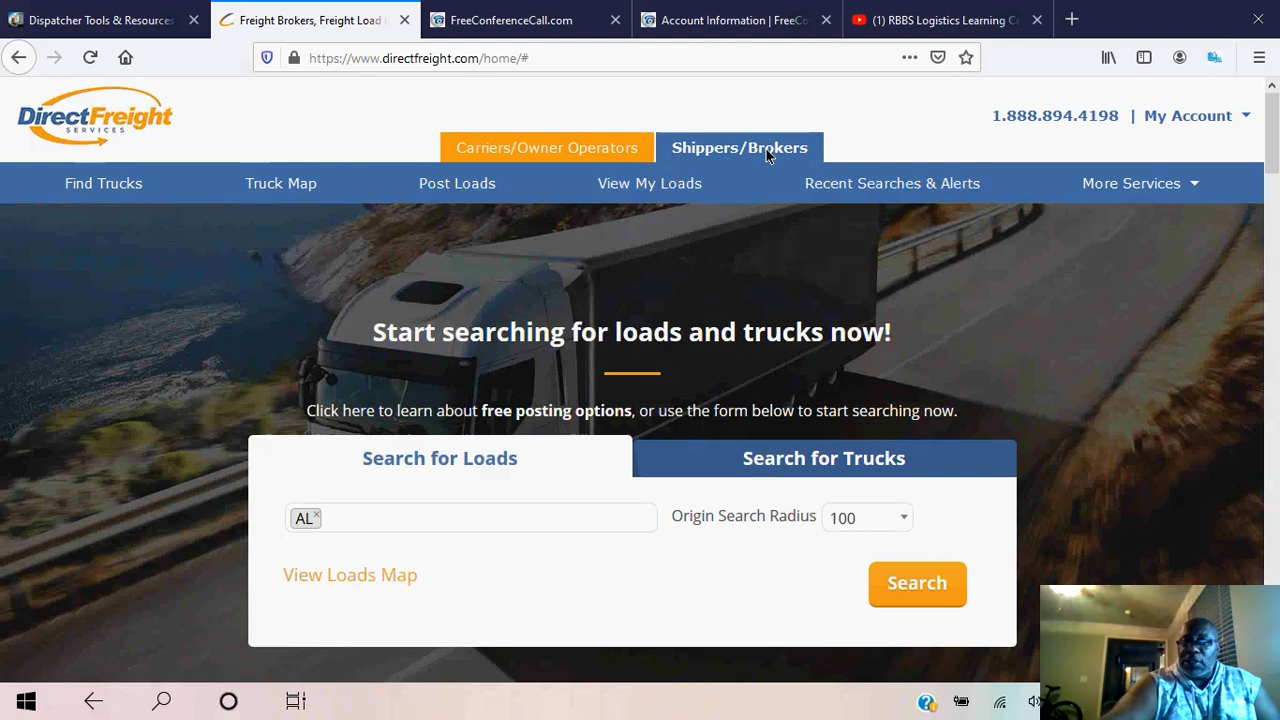 Dispatcher Tools & Resources
Freight Brokers, Freight Load
FreeConferenceCall.com
Account Information | FreeCo
(1) RBBS Logistics Learning C
https://www.directfreight.com/home/#
DirectFreight
SERVICES
1.888.894.4198 | My Account
Carriers/Owner Operators
Shippers/Brokers
Find Trucks
Truck Map
Post Loads
View My Loads
Recent Searches & Alerts
More Services
Start searching for loads and trucks now!
Click here to learn about free posting options, or use the form below to start searching now.
Search for Loads
Search for Trucks
AL
Origin Search Radius
100
View Loads Map
Search